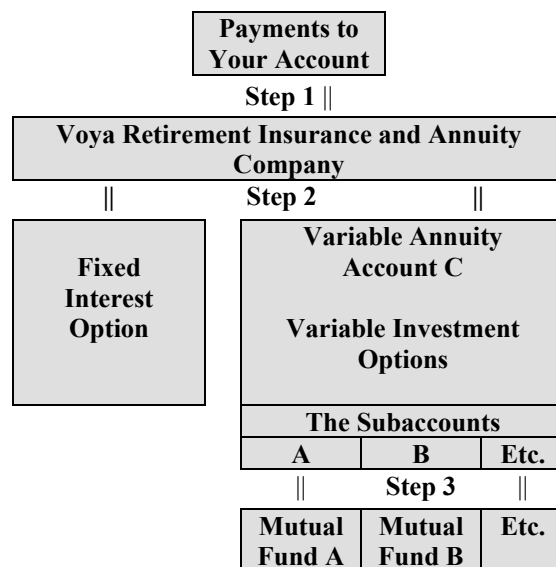 Payments to
Your Account
Step 1 ||
Voya Retirement Insurance and Annuity
Company
|| Step 2 ||
Fixed
Interest
Option
Variable Annuity
Account C
Variable Investment
Options
The Subaccounts
A B Etc.
|| Step 3 ||
Mutual
Fund A
Mutual
Fund B
Etc.